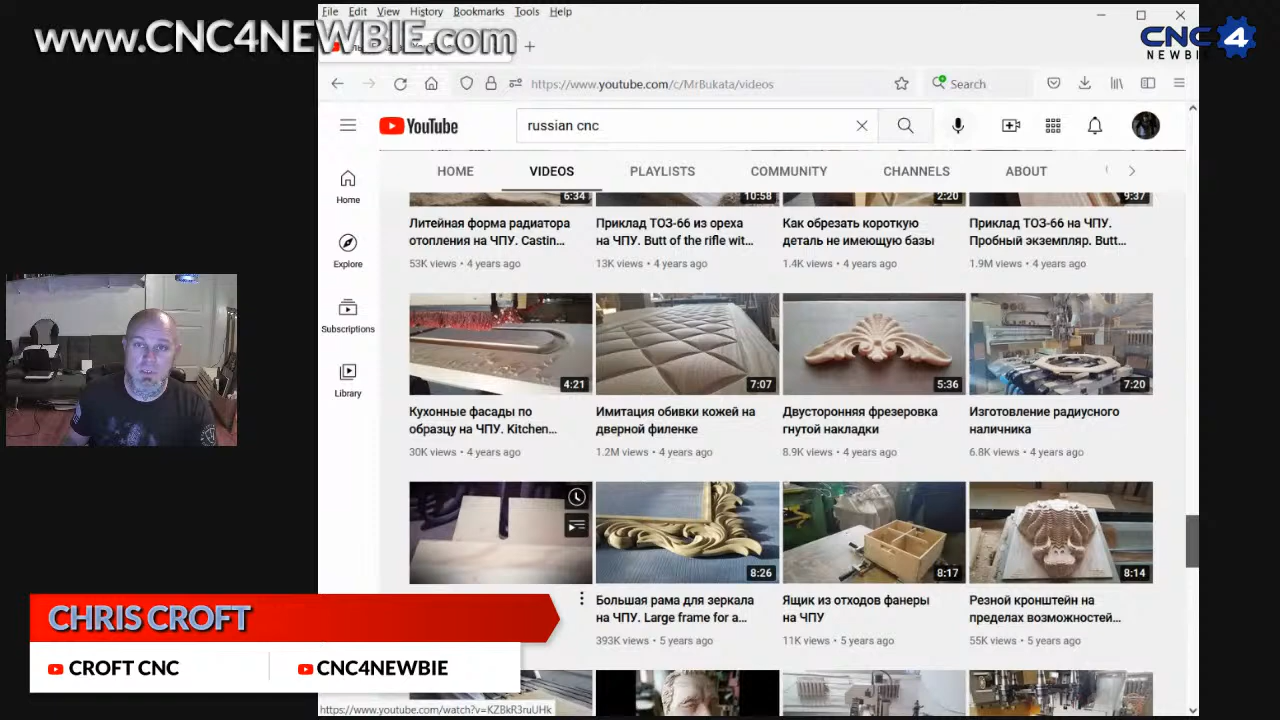 File Edit View History Bookmarks Tools Help
www.CNC4NEWBIE.com
CNC 4
NEWBIE
https://www.youtube.com/c/MrBukata/videos
Search
YouTube
russian cnc
HOME VIDEOS PLAYLISTS COMMUNITY CHANNELS ABOUT
Home
Explore
Subscriptions
Library
6:34 10:58 2:20 9:37
Литейная форма радиатора
отопления на ЧПУ. Castin...
53K views • 4 years ago
Приклад ТОЗ-66 из ореха
на ЧПУ. Butt of the rifle wit...
13K views • 4 years ago
Как обрезать короткую
деталь не имеющую базы
1.4K views • 4 years ago
Приклад ТОЗ-66 на ЧПУ.
Пробный экземпляр. Butt...
1.9M views • 4 years ago
4:21 7:07 5:36 7:20
Кухонные фасады по
образцу на ЧПУ. Kitchen...
30K views • 4 years ago
Имитация обивки кожей на
дверной филенке
1.2M views • 4 years ago
Двусторонняя фрезеровка
гнутой накладки
8.9K views • 4 years ago
Изготовление радиусного
наличника
6.8K views • 4 years ago
8:26 8:17 8:14
Большая рама для зеркала
на ЧПУ. Large frame for a...
393K views • 5 years ago
Ящик из отходов фанеры
на ЧПУ
11K views • 5 years ago
Резной кронштейн на
пределах возможностей...
55K views • 5 years ago
CHRIS CROFT
CROFT CNC CNC4NEWBIE
https://www.youtube.com/watch?v=KZBkR3ruUHk